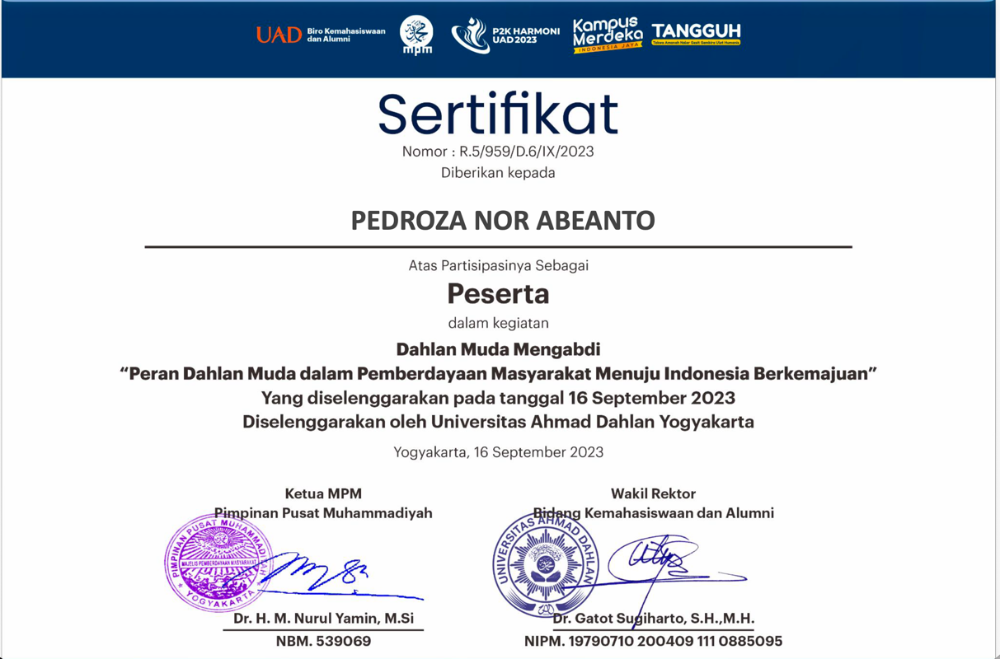 UAD Biro Kemahasiswaan dan Alumni
mpm
P2K HARMONI UAD 2023
Kampus Merdeka INDONESIA JAYA
TANGGUH
Sertifikat
Nomor : R.5/959/D.6/IX/2023
Diberikan kepada
PEDROZA NOR ABEANTO
Atas Partisipasinya Sebagai
Peserta
dalam kegiatan
Dahlan Muda Mengabdi
“Peran Dahlan Muda dalam Pemberdayaan Masyarakat Menuju Indonesia Berkemajuan”
Yang diselenggarakan pada tanggal 16 September 2023
Diselenggarakan oleh Universitas Ahmad Dahlan Yogyakarta
Yogyakarta, 16 September 2023
Ketua MPM
Pimpinan Pusat Muhammadiyah
PIMPINAN PUSAT MUHAMMADIYAH
MAJELIS PEMBERDAYAAN MASYARAKAT
YOGYAKARTA
Dr. H. M. Nurul Yamin, M.Si
NBM. 539069
Wakil Rektor
Bidang Kemahasiswaan dan Alumni
UNIVERSITAS AHMAD DAHLAN
Dr. Gatot Sugiharto, S.H.,M.H.
NIPM. 19790710 200409 111 0885095